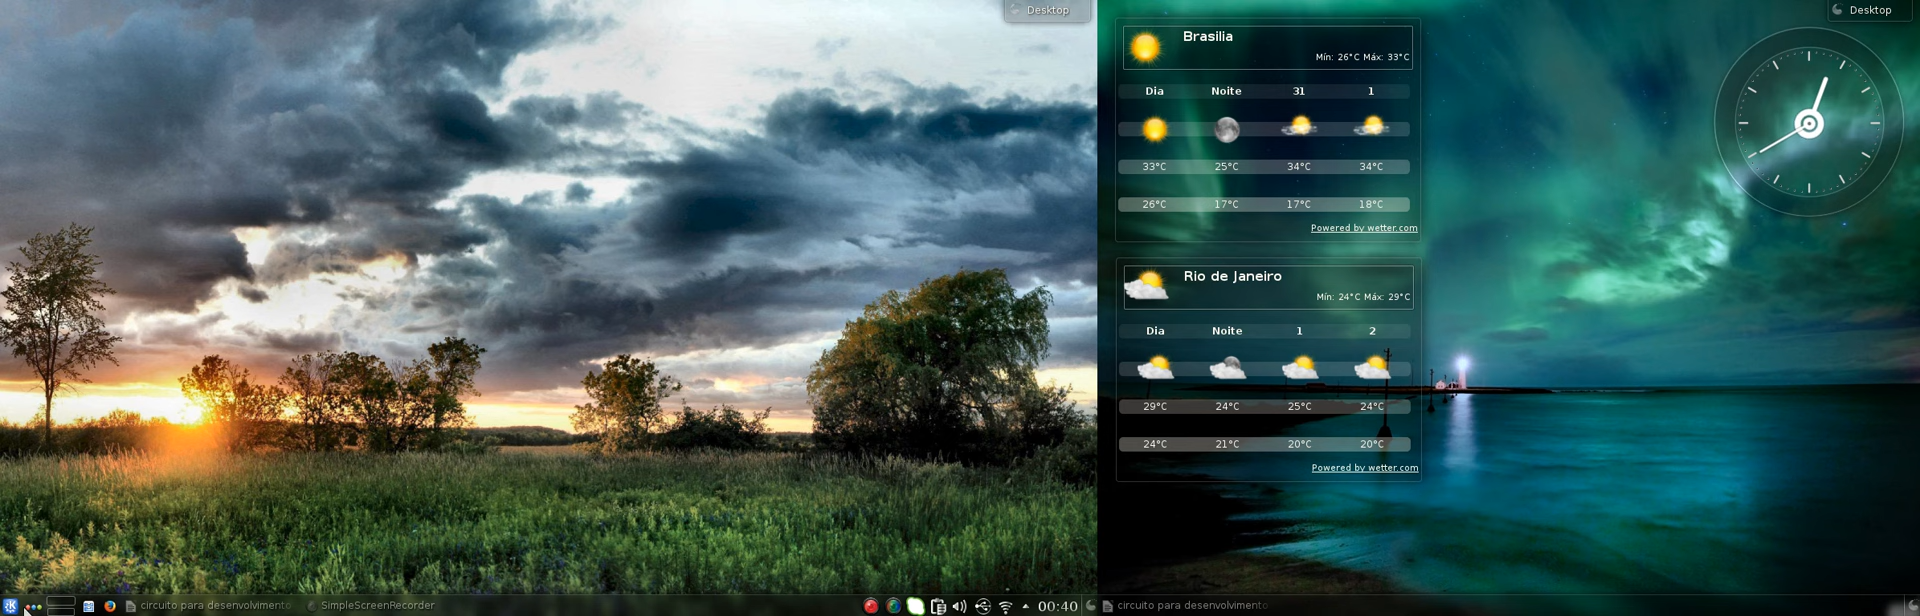 Desktop
Desktop
Brasilia
Mín: 26°C Máx: 33°C
Dia Noite 31 1
33°C 25°C 34°C 34°C
26°C 17°C 17°C 18°C
Powered by wetter.com
Rio de Janeiro
Mín: 24°C Máx: 29°C
Dia Noite 1 2
29°C 24°C 25°C 24°C
24°C 21°C 20°C 20°C
Powered by wetter.com
circuito para desenvolvimento
SimpleScreenRecorder
00:40
circuito para desenvolvimento